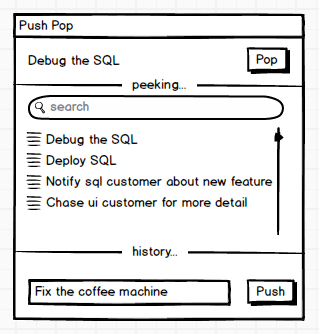 Push Pop
Debug the SQL
Pop
peeking...
search
Debug the SQL
Deploy SQL
Notify sql customer about new feature
Chase ui customer for more detail
history...
Fix the coffee machine
Push